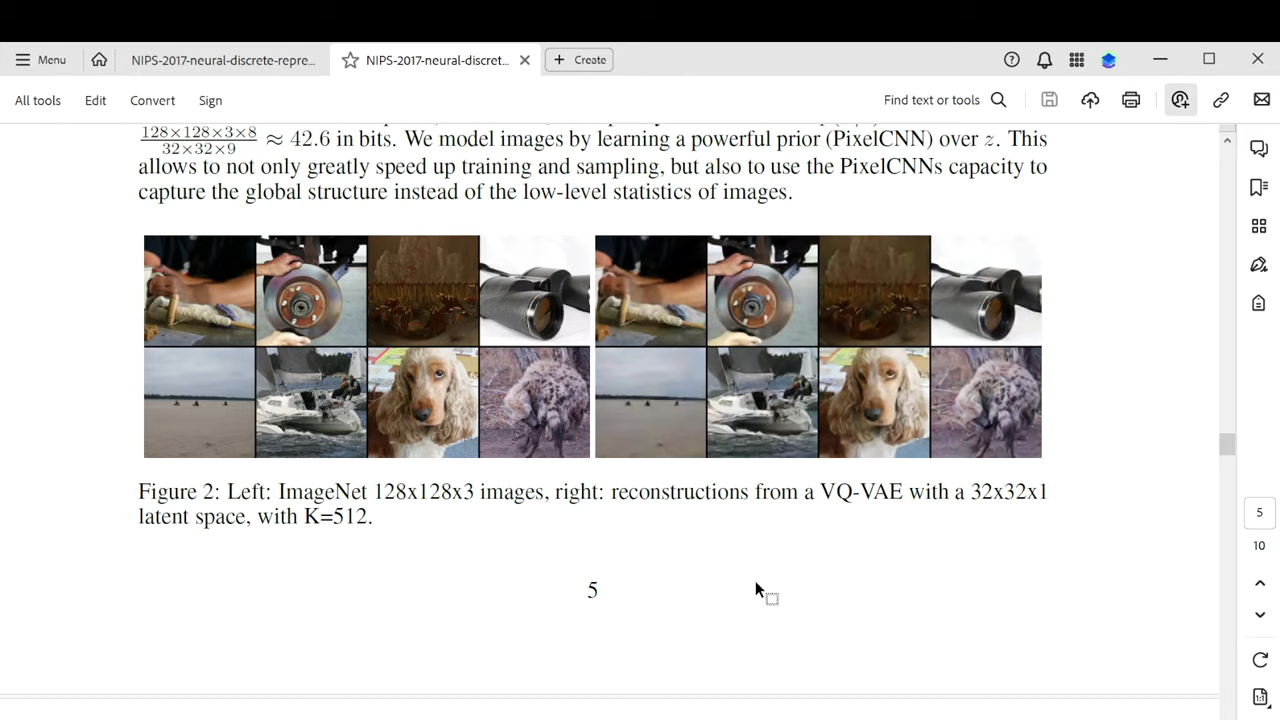 Menu
NIPS-2017-neural-discrete-repre...
NIPS-2017-neural-discret...
Create
All tools
Edit
Convert
Sign
Find text or tools
128×128×3×8
32×32×9
≈ 42.6 in bits. We model images by learning a powerful prior (PixelCNN) over z. This
allows to not only greatly speed up training and sampling, but also to use the PixelCNNs capacity to
capture the global structure instead of the low-level statistics of images.
Figure 2: Left: ImageNet 128x128x3 images, right: reconstructions from a VQ-VAE with a 32x32x1
latent space, with K=512.
5
5
10
1:1